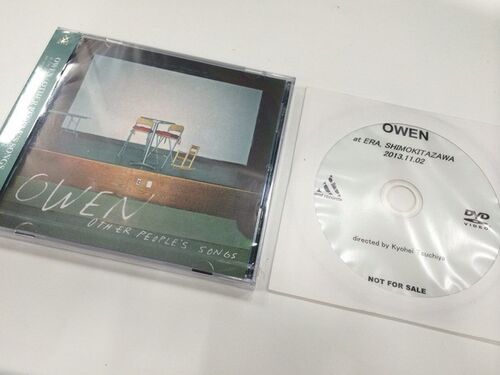 OWEN
OTHER PEOPLE'S SONGS
OWEN
at ERA, SHIMOKITAZAWA
2013.11.02
records
DVD
VIDEO
directed by Kyohei Tsuchiya
NOT FOR SALE